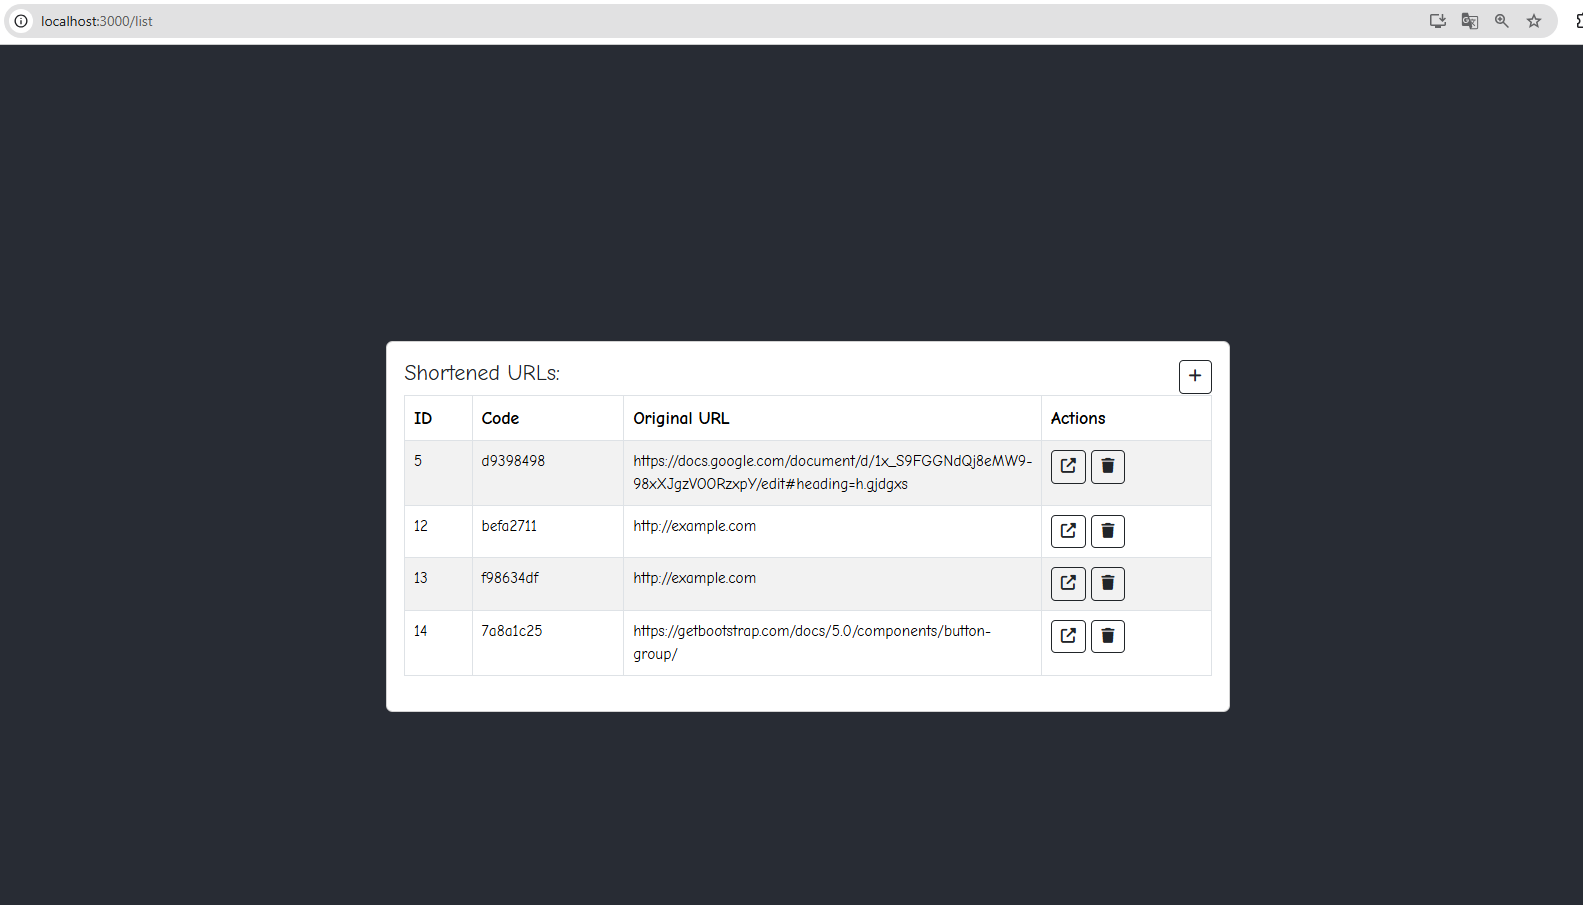 localhost:3000/list
Shortened URLs:
+
ID Code Original URL Actions
5 d9398498 https://docs.google.com/document/d/1x_S9FGGNdQj8eMW9-
98xXJgzVO0RzxpY/edit#heading=h.gjdgxs
12 befa2711 http://example.com
13 f98634df http://example.com
14 7a8a1c25 https://getbootstrap.com/docs/5.0/components/button-
group/